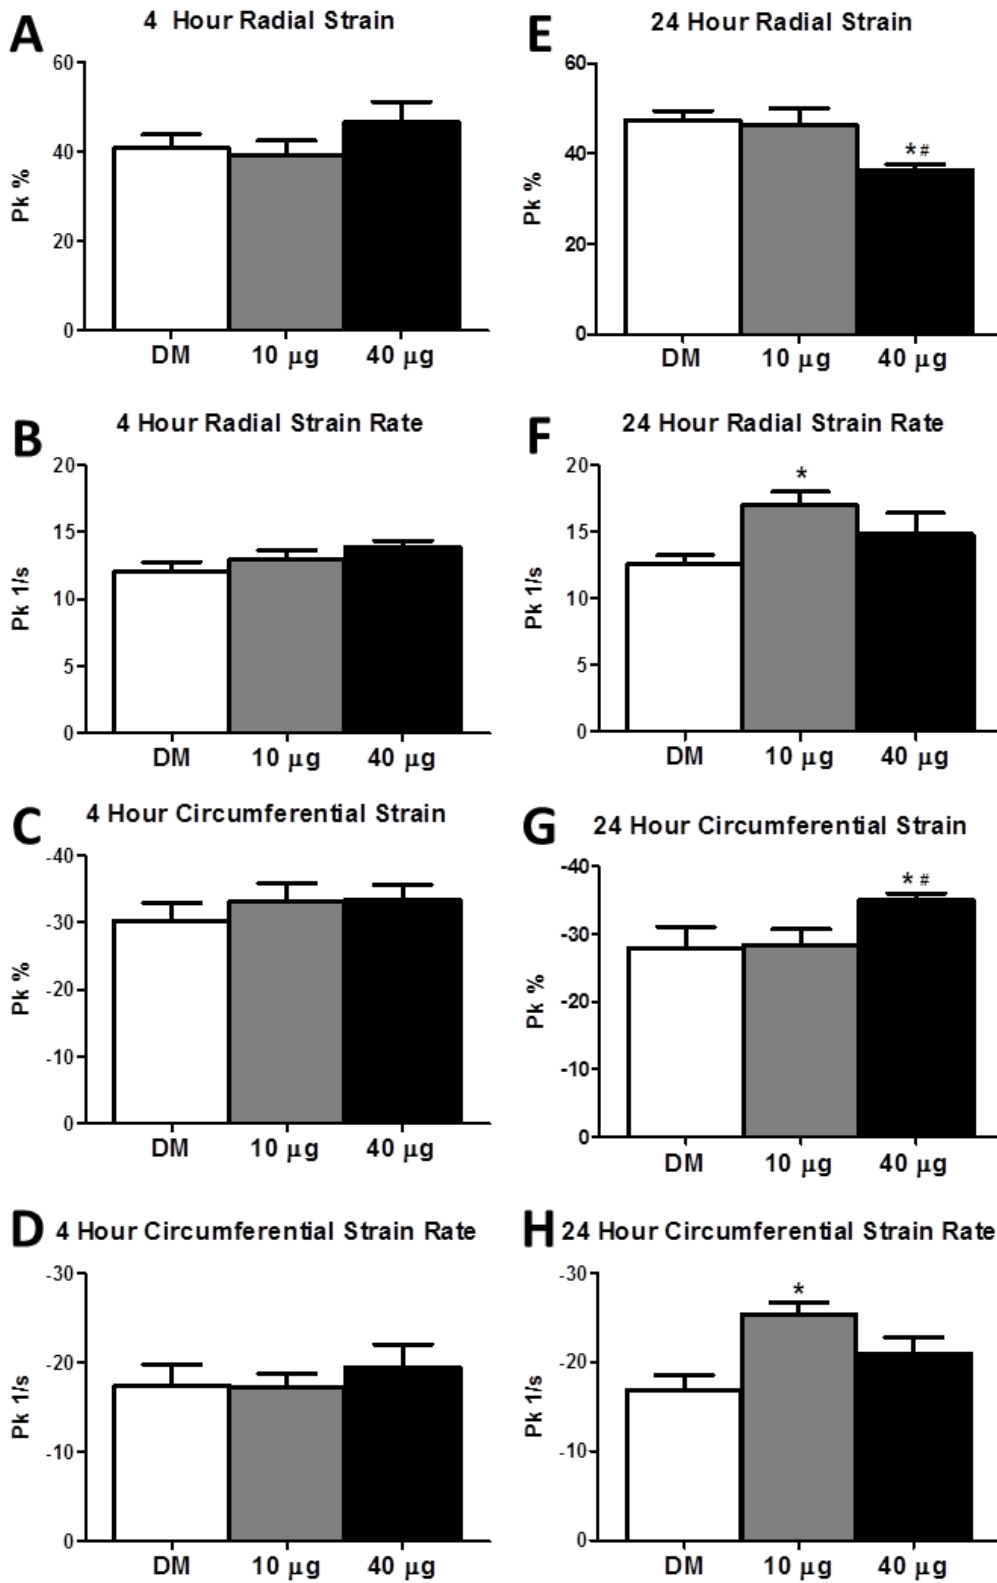 A
4 Hour Radial Strain
60
40
20
0
Pk %
DM 10 μg 40 μg
E
24 Hour Radial Strain
60
40
20
0
Pk %
*#
DM 10 μg 40 μg
B
4 Hour Radial Strain Rate
20
15
10
5
0
Pk 1/s
DM 10 μg 40 μg
F
24 Hour Radial Strain Rate
20
15
10
5
0
Pk 1/s
*
DM 10 μg 40 μg
C
4 Hour Circumferential Strain
-40
-30
-20
-10
0
Pk %
DM 10 μg 40 μg
G
24 Hour Circumferential Strain
-40
-30
-20
-10
0
Pk %
* #
DM 10 μg 40 μg
D
4 Hour Circumferential Strain Rate
-30
-20
-10
0
Pk 1/s
DM 10 μg 40 μg
H
24 Hour Circumferential Strain Rate
-30
-20
-10
0
Pk 1/s
*
DM 10 μg 40 μg